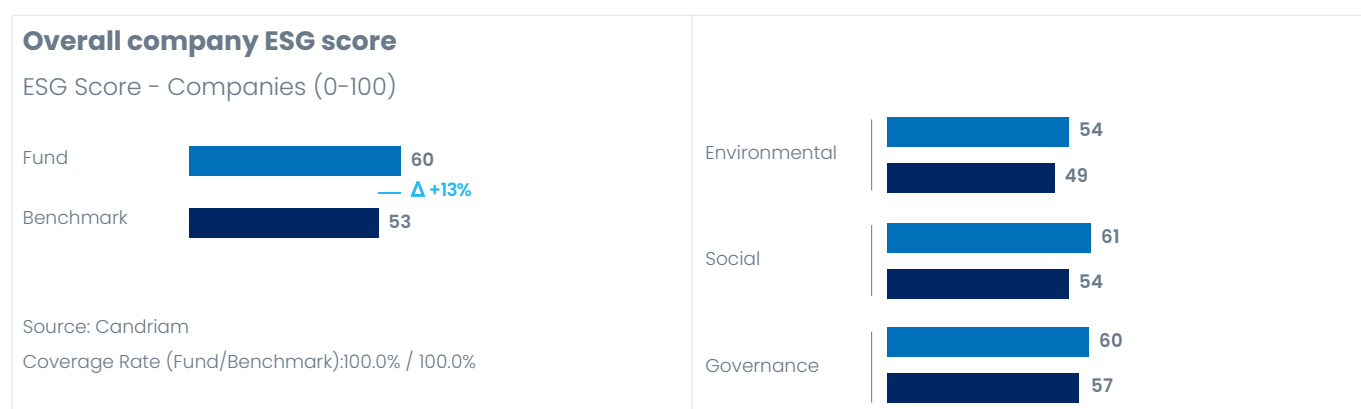 Overall company ESG score
ESG Score - Companies (0-100)
Fund
60
Δ +13%
Benchmark
53
Source: Candriam
Coverage Rate (Fund/Benchmark):100.0% / 100.0%
Environmental
54
49
Social
61
54
Governance
60
57